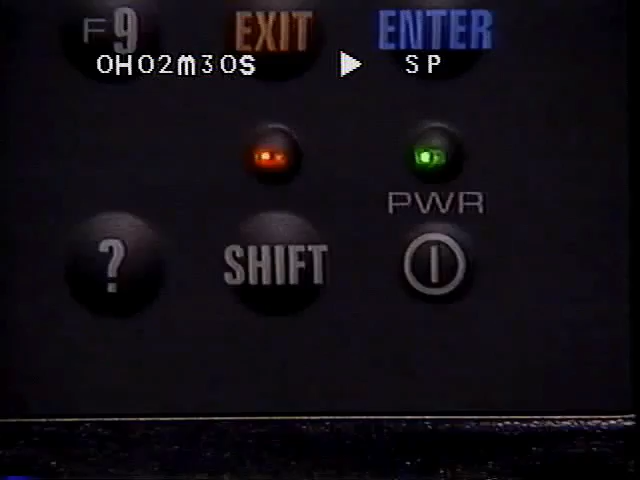 F9 EXIT ENTER
0H02m30s ▶ SP
PWR
? SHIFT